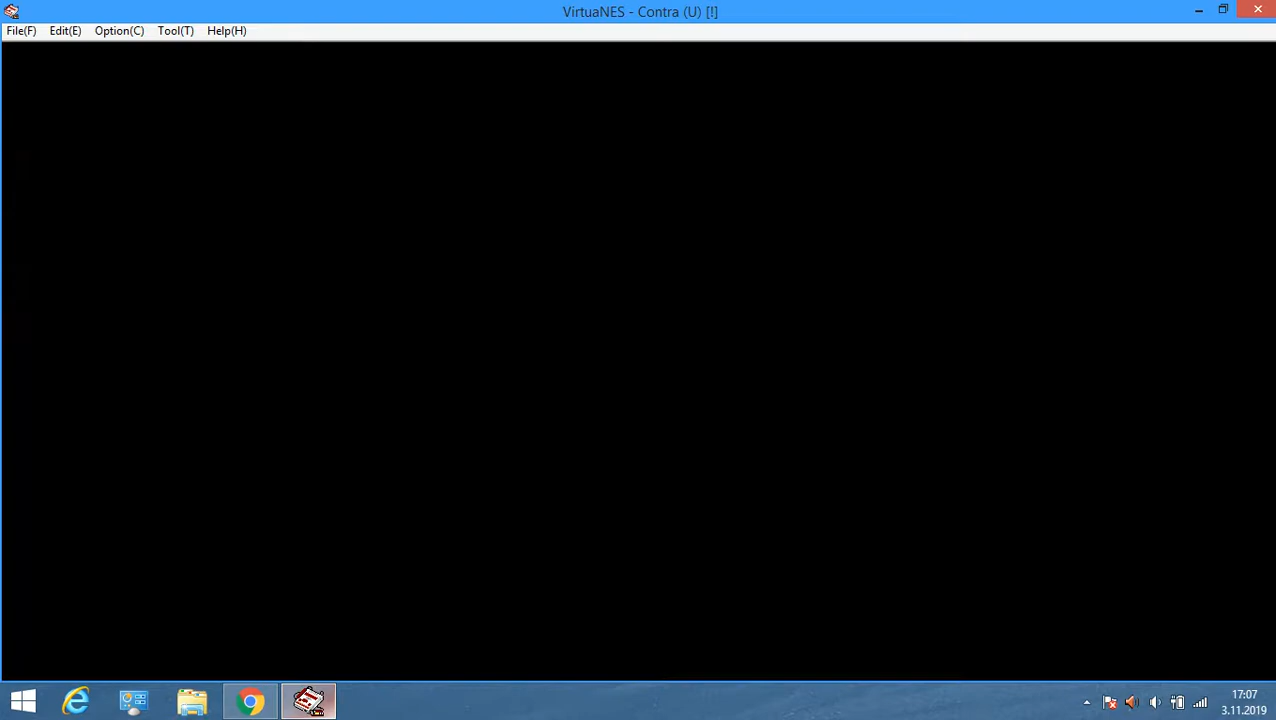 VirtuaNES - Contra (U) [!]
File(F) Edit(E) Option(C) Tool(T) Help(H)
17:07
3.11.2019